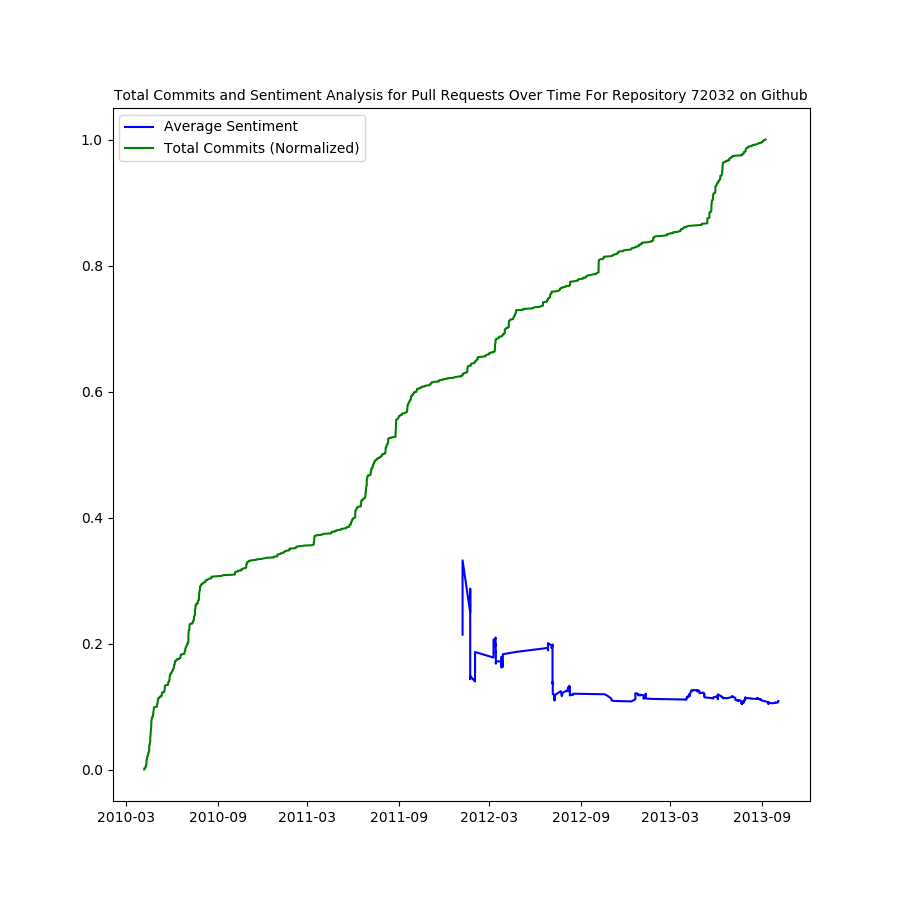 Total Commits and Sentiment Analysis for Pull Requests Over Time For Repository 72032 on Github
Average Sentiment
Total Commits (Normalized)
1.0
0.8
0.6
0.4
0.2
0.0
2010-03 2010-09 2011-03 2011-09 2012-03 2012-09 2013-03 2013-09